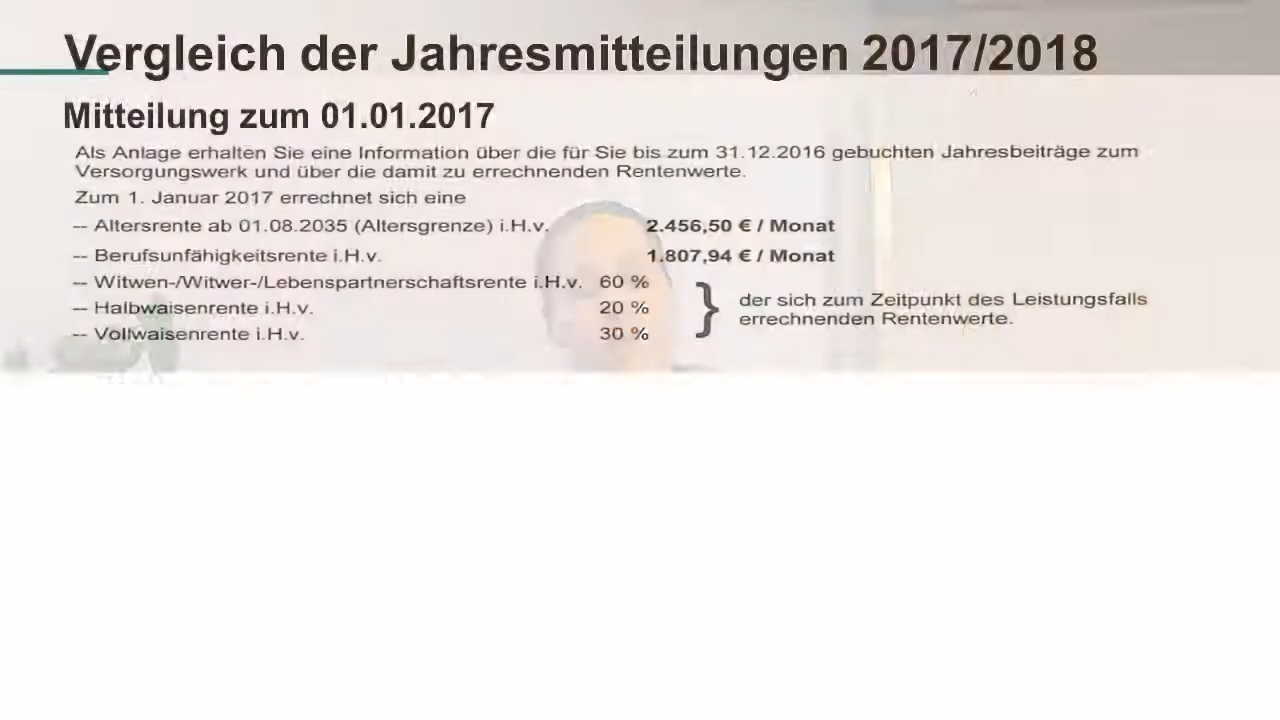 Vergleich der Jahresmitteilungen 2017/2018
Mitteilung zum 01.01.2017
Als Anlage erhalten Sie eine Information über die für Sie bis zum 31.12.2016 gebuchten Jahresbeiträge zum
Versorgungswerk und über die damit zu errechnenden Rentenwerte.
Zum 1. Januar 2017 errechnet sich eine
-- Altersrente ab 01.08.2035 (Altersgrenze) i.H.v. 2.456,50 € / Monat
-- Berufsunfähigkeitsrente i.H.v. 1.807,94 € / Monat
-- Witwen-/Witwer-/Lebenspartnerschaftsrente i.H.v. 60 %
-- Halbwaisenrente i.H.v. 20 %
-- Vollwaisenrente i.H.v. 30 %
} der sich zum Zeitpunkt des Leistungsfalls
errechnenden Rentenwerte.